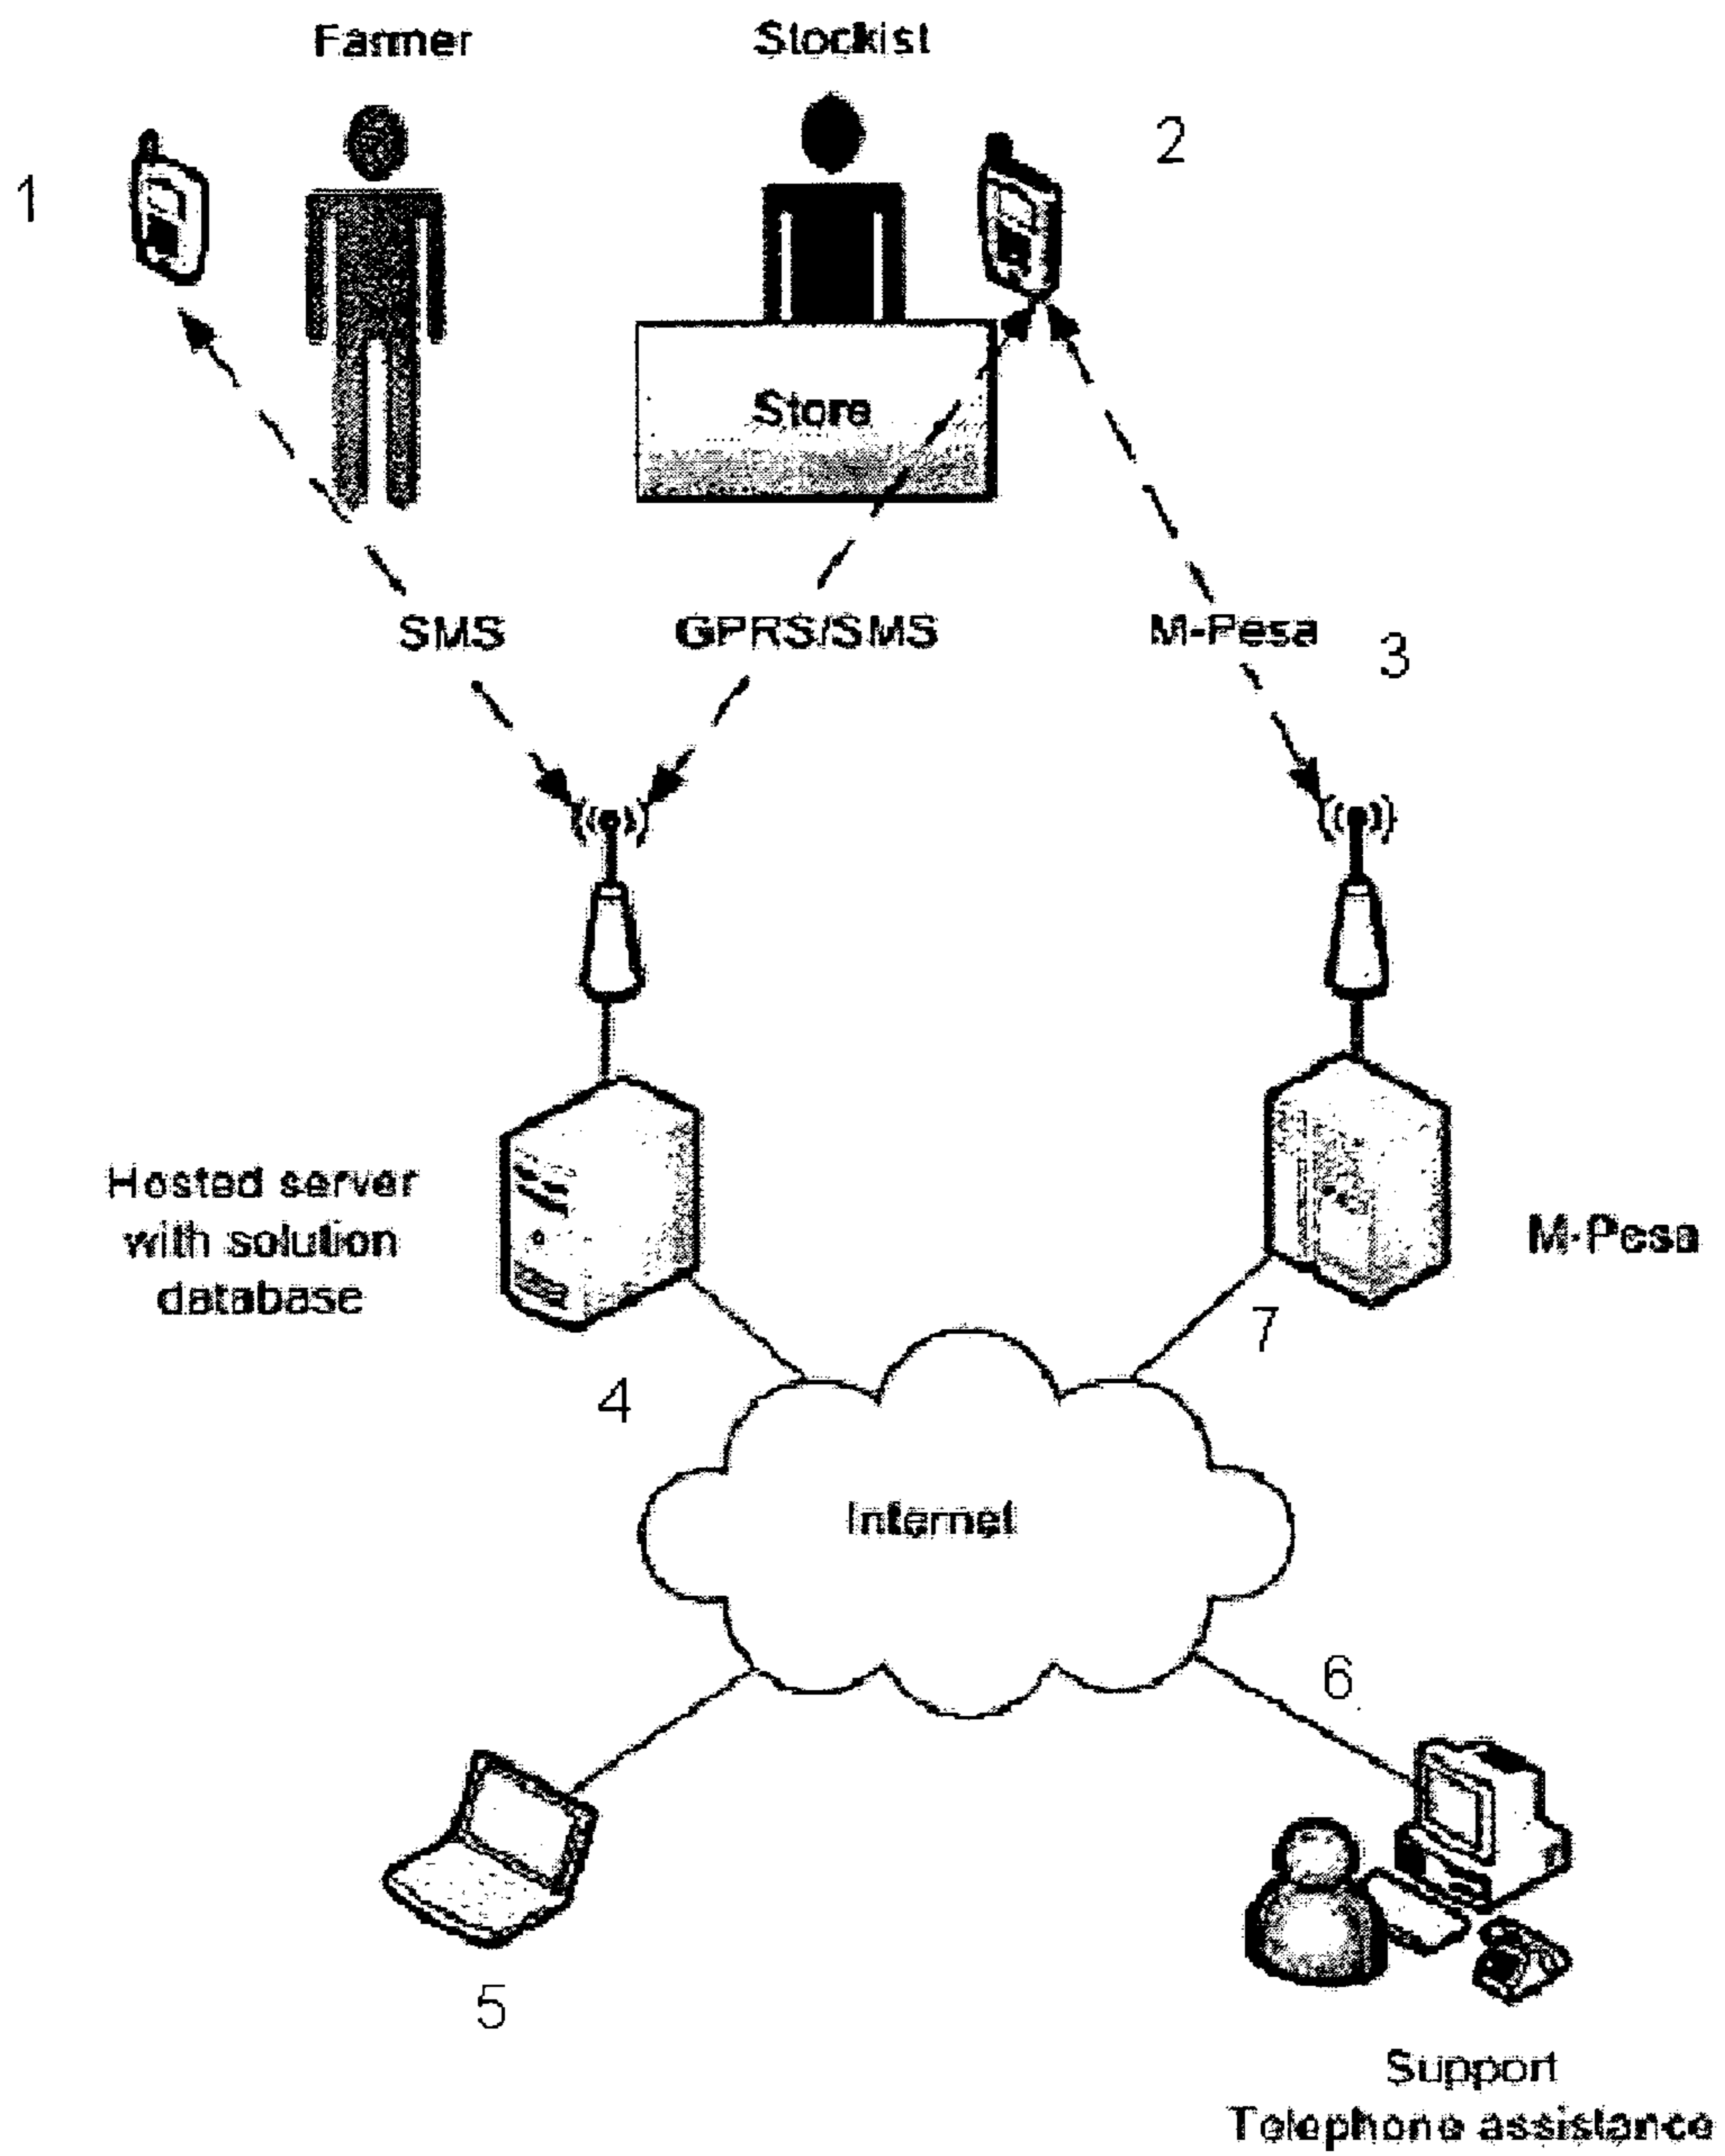 Farmer
Stockist
1
2
Store
SMS
GPRS/SMS
M-Pesa
3
Hosted server
with solution
database
M-Pesa
7
4
Internet
6
5
Support
Telephone assistance